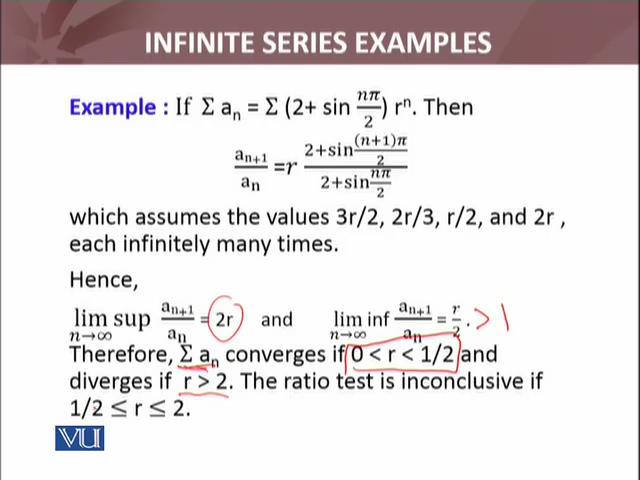 INFINITE SERIES EXAMPLES
Example : If Σ aₙ = Σ (2+ sin nπ/2) rⁿ. Then
aₙ₊₁/aₙ =r (2+sin (n+1)π/2)/(2+sin nπ/2)
which assumes the values 3r/2, 2r/3, r/2, and 2r ,
each infinitely many times.
Hence,
lim sup n→∞ aₙ₊₁/aₙ = 2r and lim inf n→∞ aₙ₊₁/aₙ = r/2. > 1
Therefore, Σ aₙ converges if 0 < r < 1/2 and
diverges if r > 2. The ratio test is inconclusive if
1/2 ≤ r ≤ 2.
VU